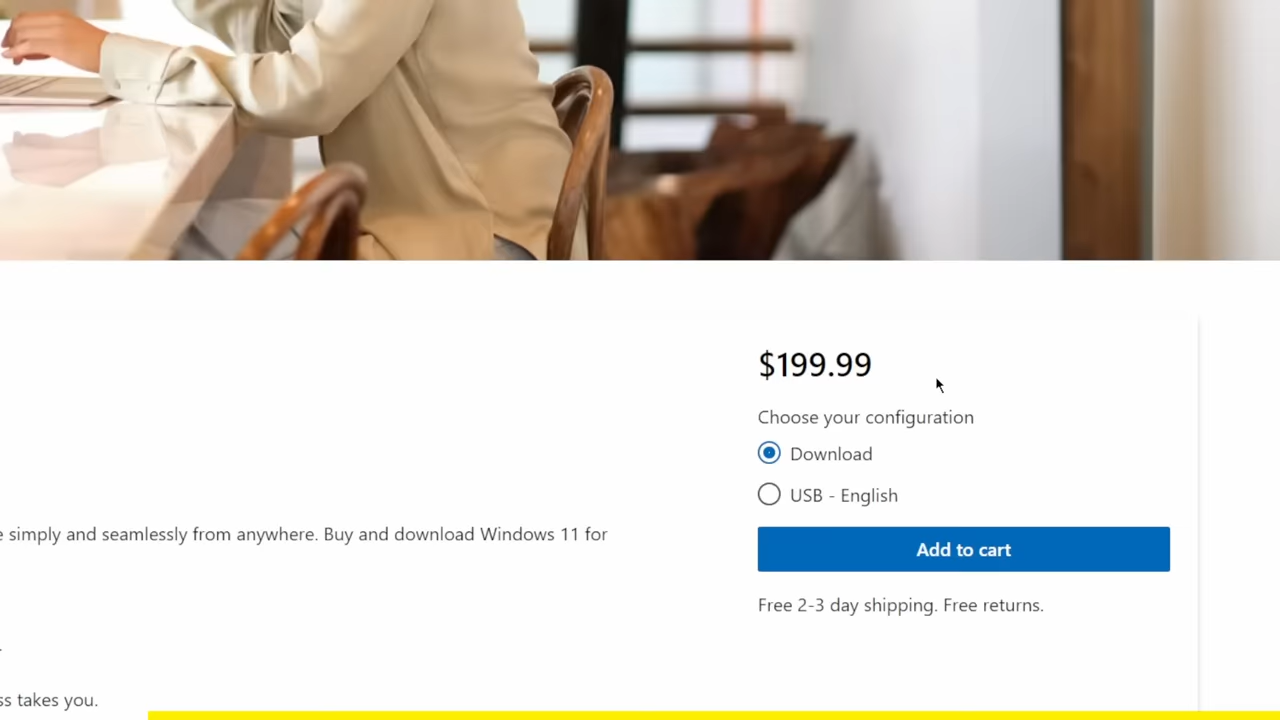 $199.99
Choose your configuration
Download
USB - English
simply and seamlessly from anywhere. Buy and download Windows 11 for
Add to cart
Free 2-3 day shipping. Free returns.
takes you.